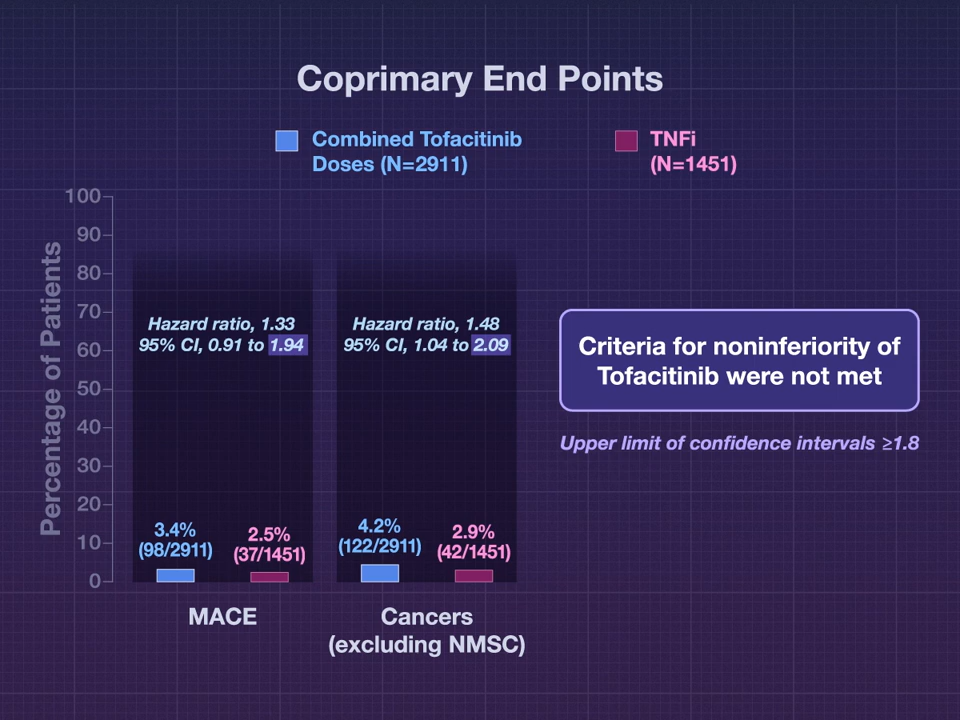 Coprimary End Points
Combined Tofacitinib
Doses (N=2911)
TNFi
(N=1451)
Percentage of Patients
100
90
80
70
60
50
40
30
20
10
0
Hazard ratio, 1.33
95% CI, 0.91 to 1.94
Hazard ratio, 1.48
95% CI, 1.04 to 2.09
3.4%
(98/2911)
2.5%
(37/1451)
4.2%
(122/2911)
2.9%
(42/1451)
MACE
Cancers
(excluding NMSC)
Criteria for noninferiority of
Tofacitinib were not met
Upper limit of confidence intervals ≥1.8